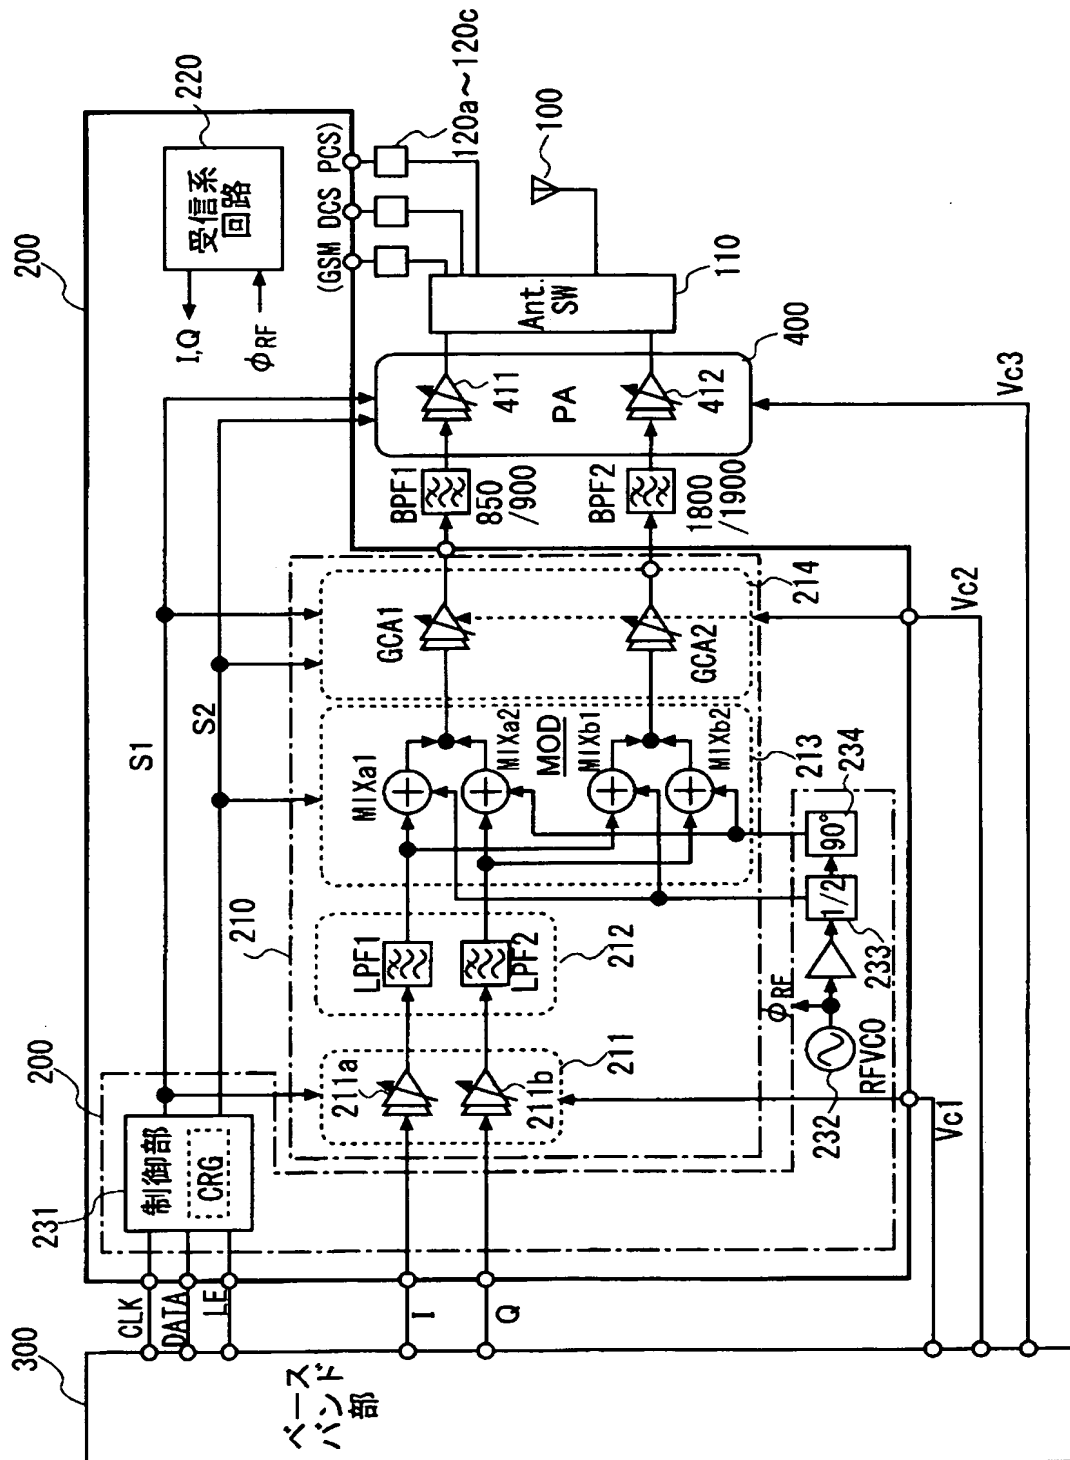 300
ベース
バンド
部
CLK
DATA
LE
I
Q
200
231
制御部
CRG
S1
S2
200
受信系
回路
220
I,Q
ϕRF
(GSM DCS PCS)
120a～120c
100
210
211a
211b
211
LPF1
LPF2
212
MIXa1
MIXa2
MOD
MIXb1
MIXb2
213
GCA1
GCA2
214
BPF1
850
/900
BPF2
1800
/1900
411
PA
412
400
Ant.
SW
110
ϕRF
RFVCO
232
1/2
233
90°
234
Vc1
Vc2
Vc3